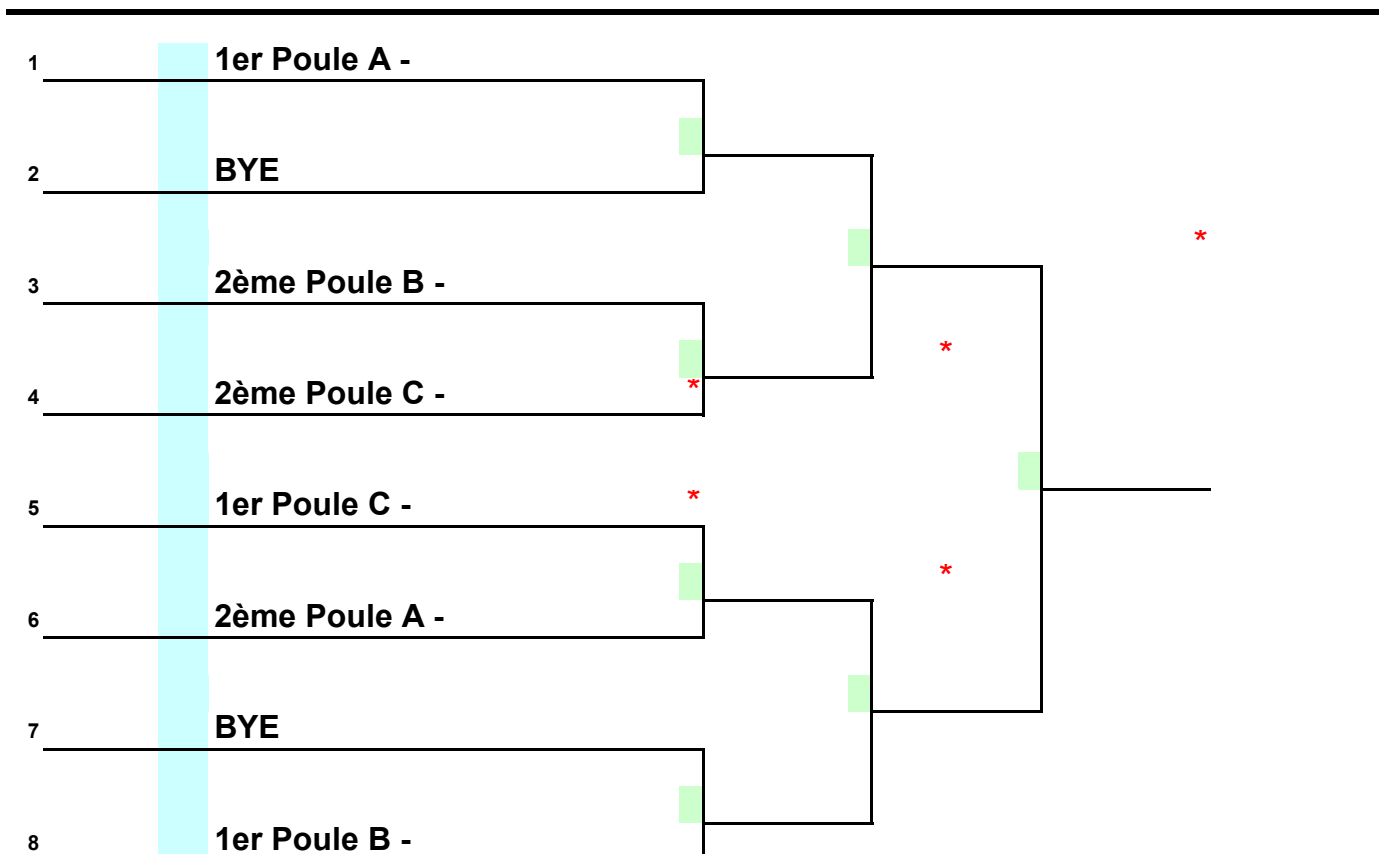 1 1er Poule A -
2 BYE
*
3 2ème Poule B -
*
4 2ème Poule C - *
5 1er Poule C - *
*
6 2ème Poule A -
7 BYE
8 1er Poule B -